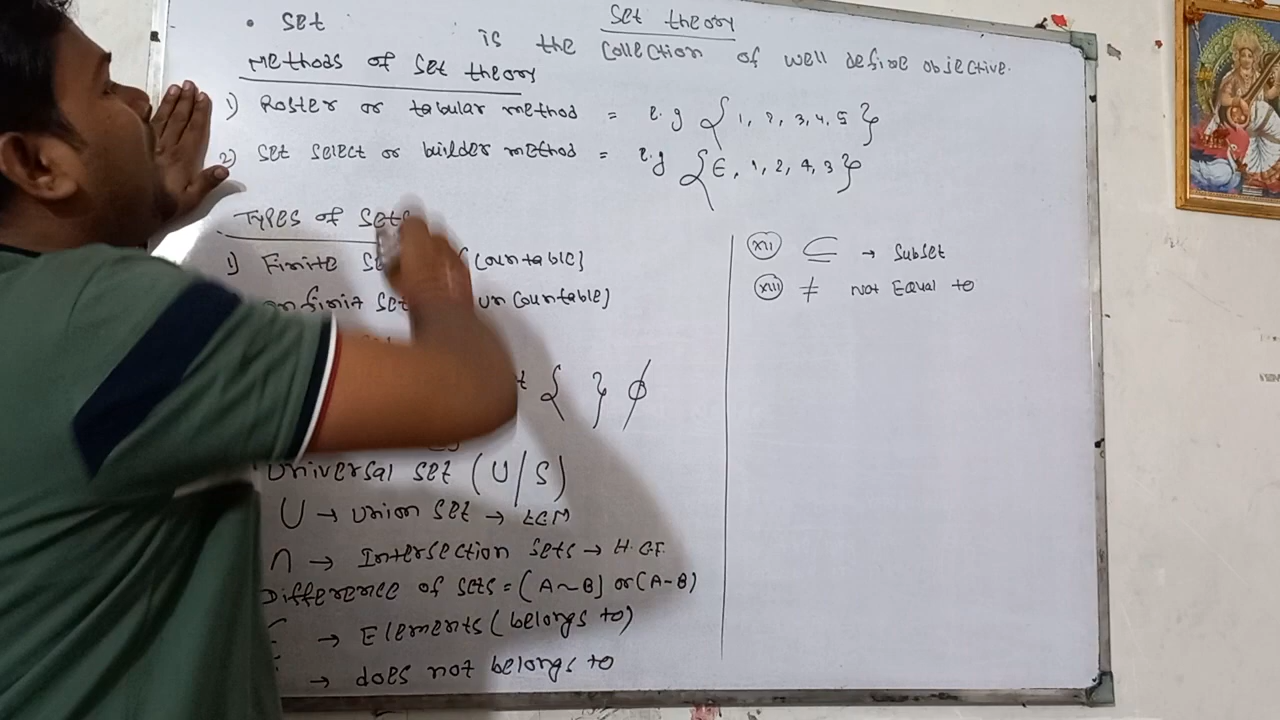 Set theory
• Set is the Collection of well define objective.
Methods of Set theory
1) Roster or tabular method = e.g {1, 2, 3, 4, 5}
2) Set Select or builder method = e.g {∈, 1, 2, 4, 3}
Types of Sets
1) Finite (Countable)
infinit Set (unCountable)
{ } ϕ
Universal Set (U/S)
U → Union Set → LCM
∩ → Intersection Sets → H.C.F.
Difference of Sets = (A~B) or (A-B)
→ Elements (belongs to)
→ does not belongs to
(XII) ⊆ → Subset
(XIII) ≠ Not Equal to